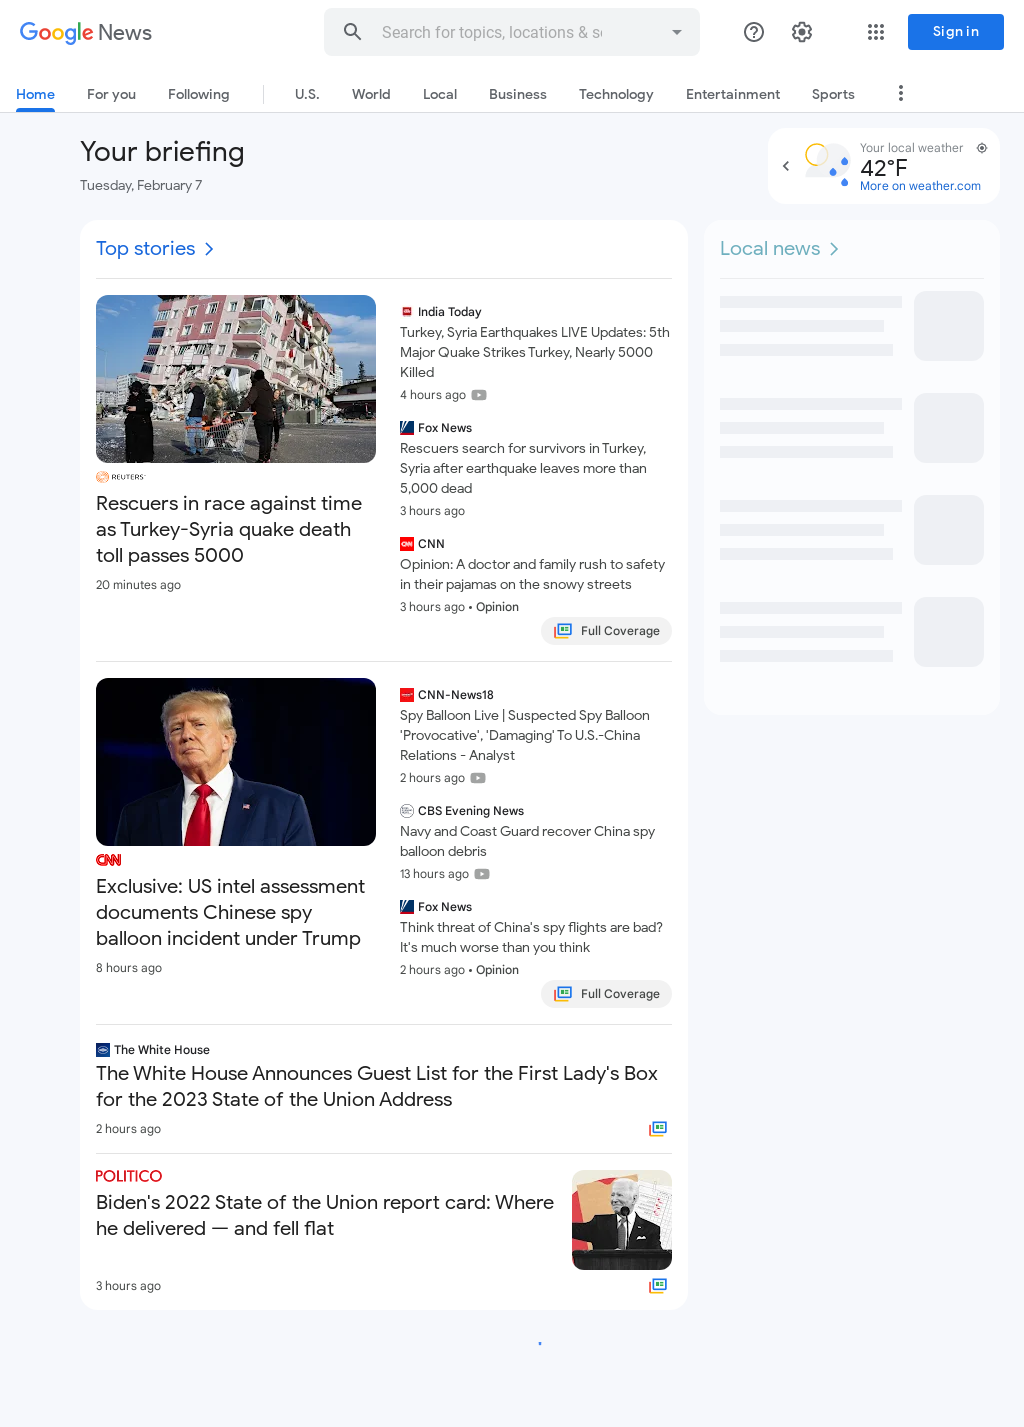 Google News
Search for topics, locations & so
Sign in
Home
For you
Following
U.S.
World
Local
Business
Technology
Entertainment
Sports
Your briefing
Tuesday, February 7
Your local weather
42°F
More on weather.com
Top stories
Local news
REUTERS
Rescuers in race against time
as Turkey-Syria quake death
toll passes 5000
20 minutes ago
India Today
Turkey, Syria Earthquakes LIVE Updates: 5th
Major Quake Strikes Turkey, Nearly 5000
Killed
4 hours ago
Fox News
Rescuers search for survivors in Turkey,
Syria after earthquake leaves more than
5,000 dead
3 hours ago
CNN
CNN
Opinion: A doctor and family rush to safety
in their pajamas on the snowy streets
3 hours ago • Opinion
Full Coverage
CNN
Exclusive: US intel assessment
documents Chinese spy
balloon incident under Trump
8 hours ago
CNN-News18
Spy Balloon Live | Suspected Spy Balloon
'Provocative', 'Damaging' To U.S.-China
Relations - Analyst
2 hours ago
CBS Evening News
Navy and Coast Guard recover China spy
balloon debris
13 hours ago
Fox News
Think threat of China's spy flights are bad?
It's much worse than you think
2 hours ago • Opinion
Full Coverage
The White House
The White House Announces Guest List for the First Lady's Box
for the 2023 State of the Union Address
2 hours ago
POLITICO
Biden's 2022 State of the Union report card: Where
he delivered — and fell flat
3 hours ago